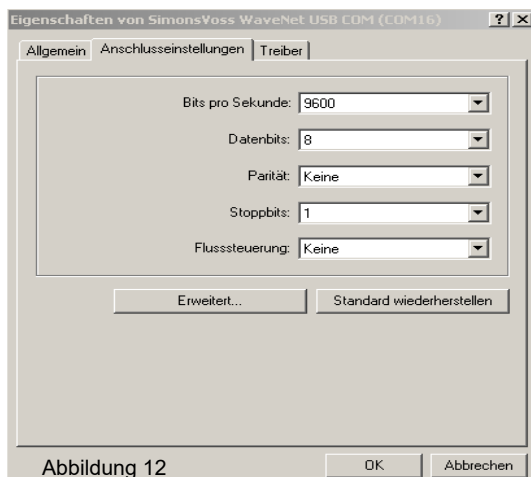 Eigenschaften von SimonsVoss WaveNet USB COM (COM16)
Allgemein Anschlusseinstellungen Treiber
Bits pro Sekunde: 9600
Datenbits: 8
Parität: Keine
Stoppbits: 1
Flusssteuerung: Keine
Erweitert... Standard wiederherstellen
Abbildung 12 OK Abbrechen